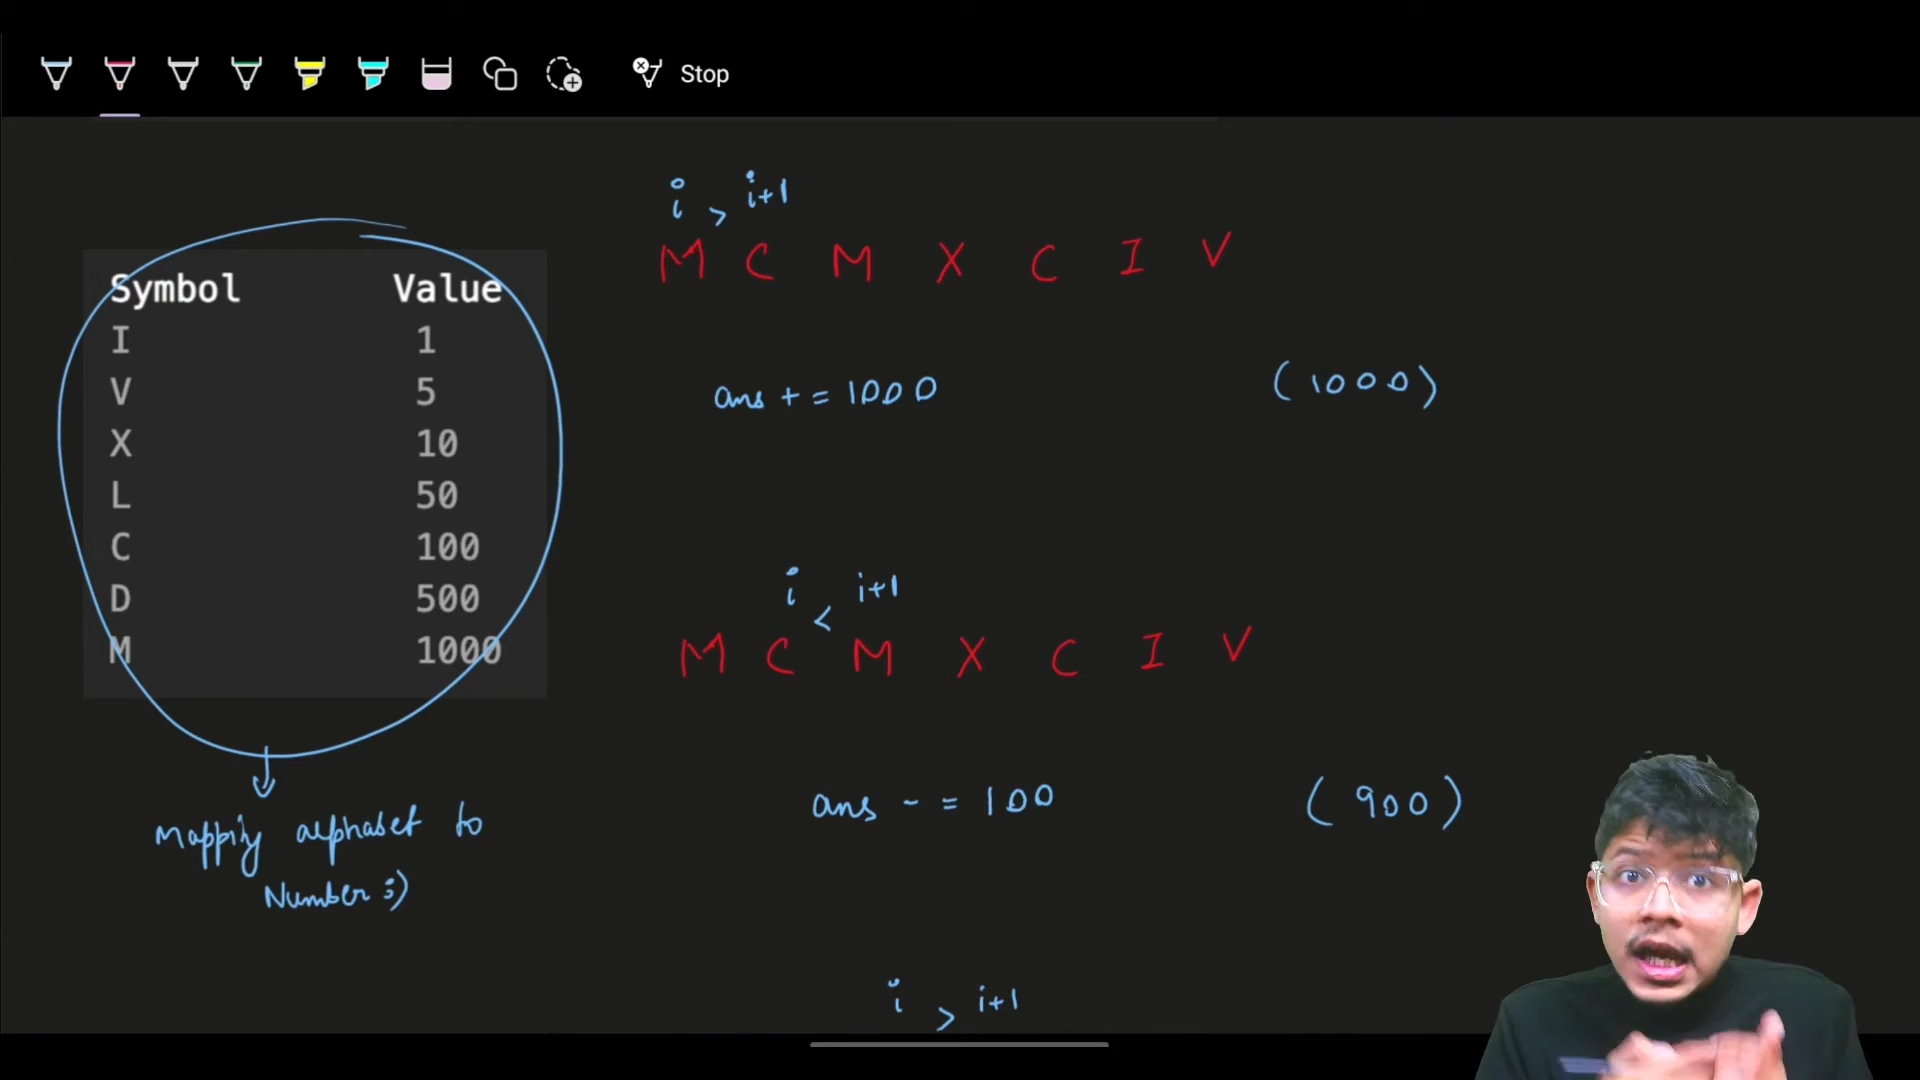 Stop
Symbol Value
I 1
V 5
X 10
L 50
C 100
D 500
M 1000
Mapping alphabet to
Number :)
i > i+1
M C M X C I V
ans + = 1000 (1000)
i < i+1
M C M X C I V
ans - = 100 (900)
i > i+1